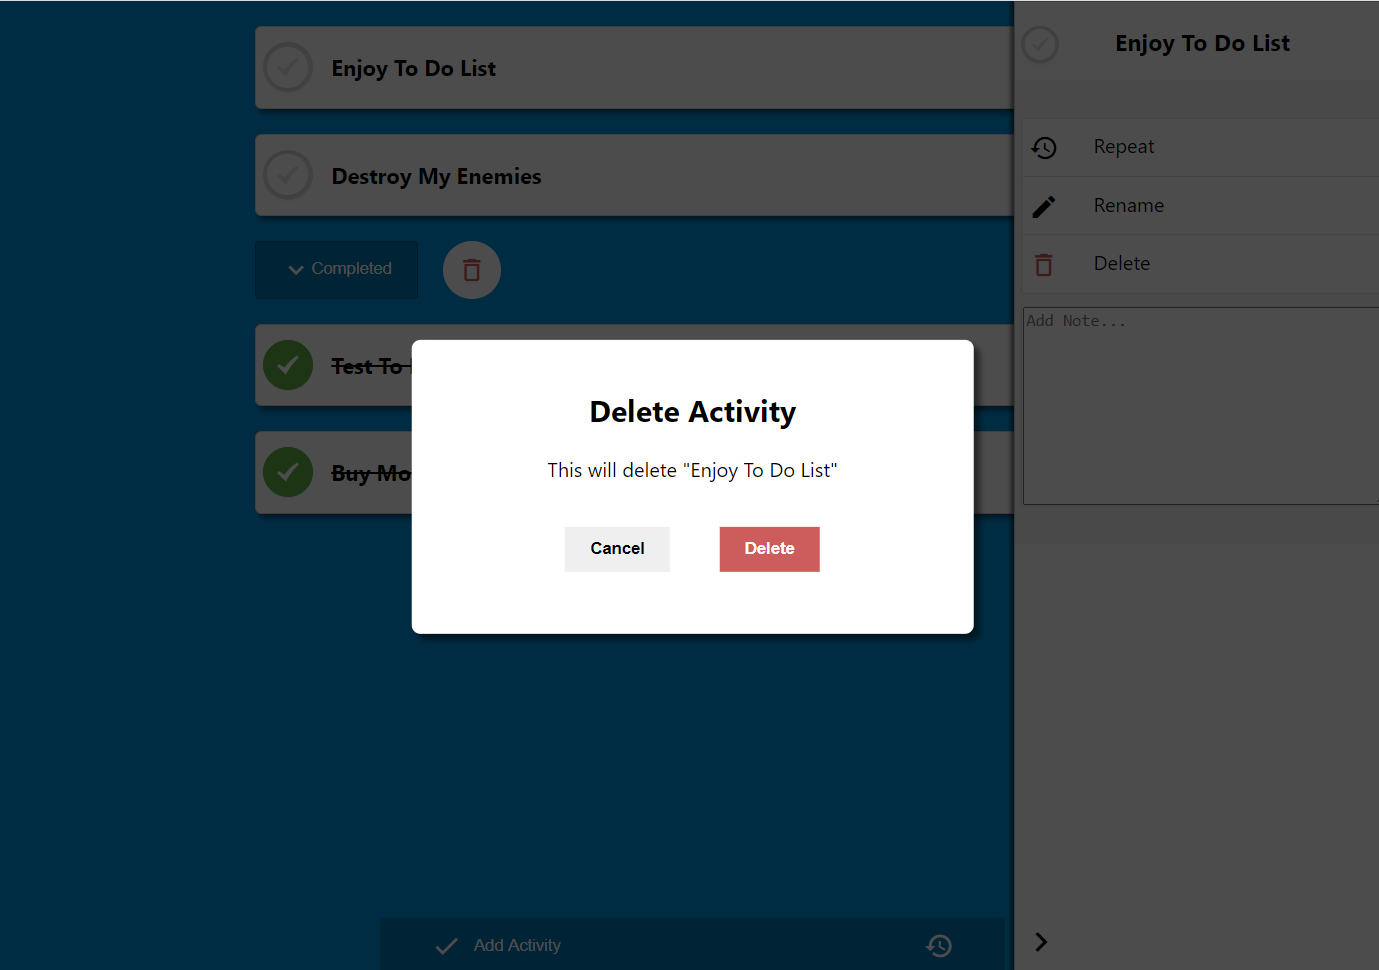 Enjoy To Do List
Destroy My Enemies
Completed
Test To
Buy Mo
Enjoy To Do List
Repeat
Rename
Delete
Add Note...
Delete Activity
This will delete "Enjoy To Do List"
Cancel
Delete
Add Activity